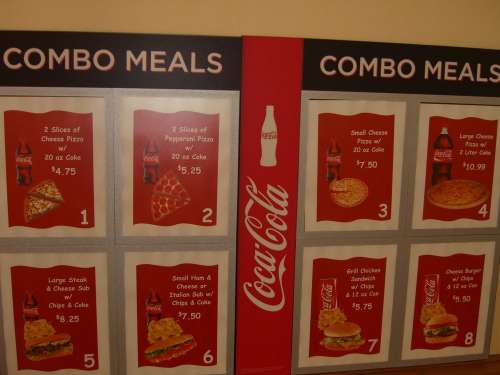 COMBO MEALS
2 Slices of
Cheese Pizza
w/
20 oz Coke
$4.75
1
2 Slices of
Pepperoni Pizza
w/
20 oz Coke
$5.25
2
Large Steak
& Cheese Sub
w/
Chips & Coke
$8.25
5
Small Ham &
Cheese or
Italian Sub w/
Chips & Coke
$7.50
6
Coca-Cola
COMBO MEALS
Small Cheese
Pizza w/
20 oz Coke
$7.50
3
Large Cheese
Pizza w/
2 Liter Coke
$10.99
4
Grill Chicken
Sandwich
w/ Chips
& 12 oz Can
$5.75
7
Cheese Burger
w/ Chips
& 12 oz Can
$5.50
8